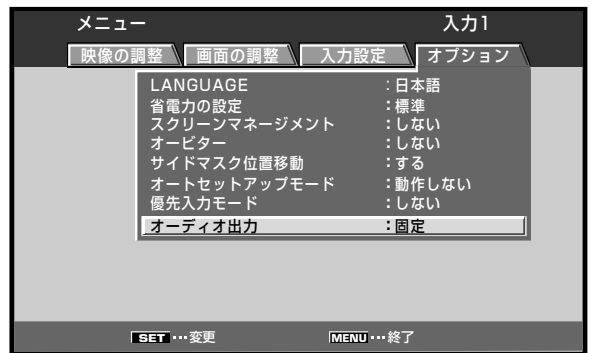 メニュー 入力1
映像の調整 画面の調整 入力設定 オプション
LANGUAGE :日本語
省電力の設定 :標準
スクリーンマネージメント :しない
オービター :しない
サイドマスク位置移動 :する
オートセットアップモード :動作しない
優先入力モード :しない
オーディオ出力 :固定
SET…変更 MENU…終了